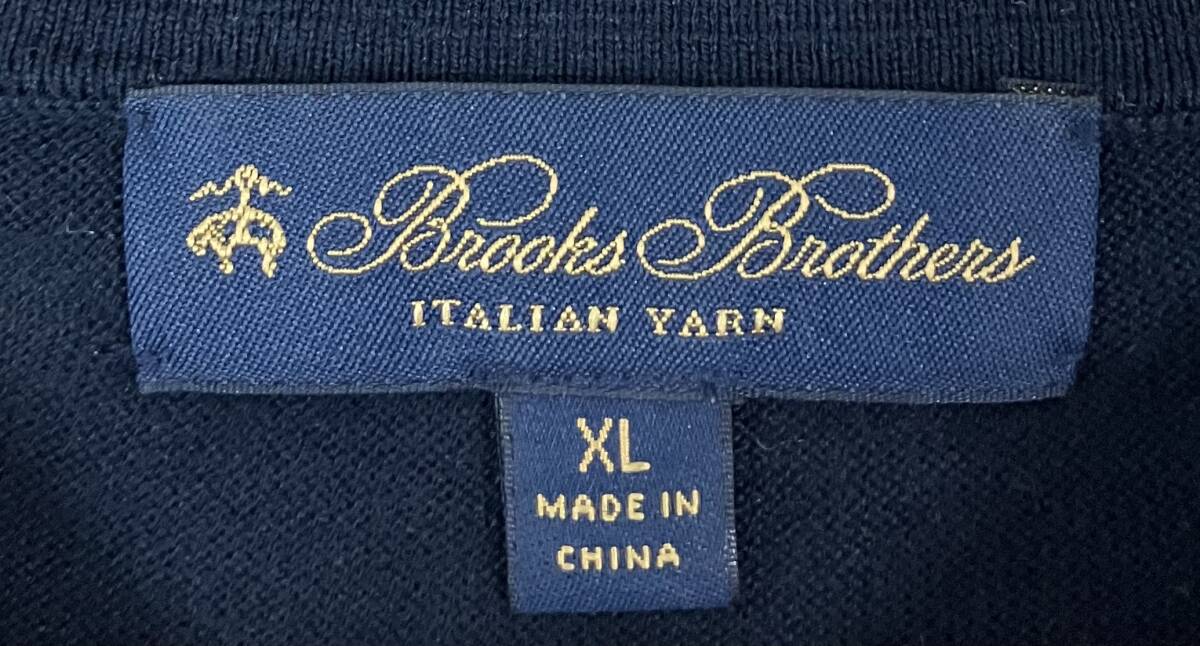 Brooks Brothers
ITALIAN YARN
XL
MADE IN
CHINA